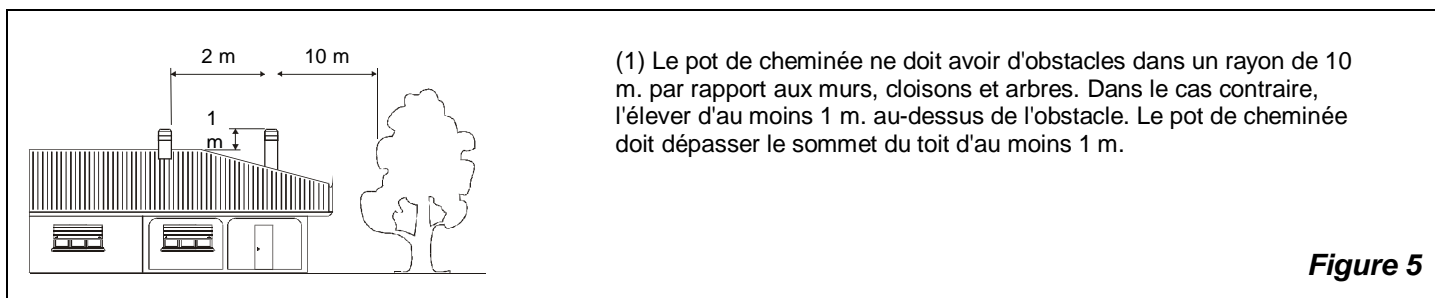 2 m 10 m
1
m
(1) Le pot de cheminée ne doit avoir d'obstacles dans un rayon de 10
m. par rapport aux murs, cloisons et arbres. Dans le cas contraire,
l'élever d'au moins 1 m. au-dessus de l'obstacle. Le pot de cheminée
doit dépasser le sommet du toit d'au moins 1 m.
Figure 5